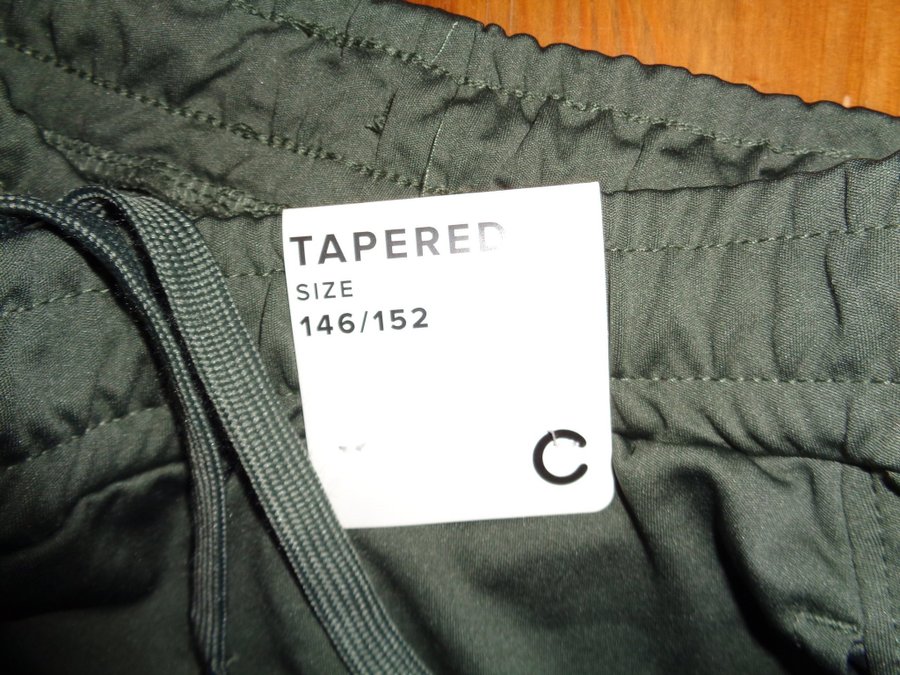 TAPERED
SIZE
146/152
C